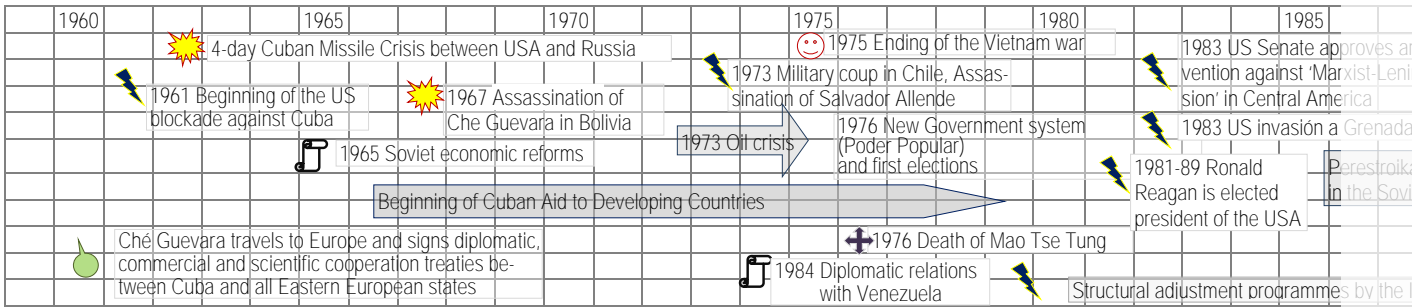 1960 1965 1970 1975 1980 1985
4-day Cuban Missile Crisis between USA and Russia
1975 Ending of the Vietnam war
1983 US Senate approves
vention against 'Marxist-Leni
sion' in Central America
1961 Beginning of the US
blockade against Cuba
1967 Assassination of
Che Guevara in Bolivia
1973 Military coup in Chile, Assas-
sination of Salvador Allende
1973 Oil crisis
1976 New Government system
(Poder Popular)
and first elections
1983 US invasión a Grenada
1965 Soviet economic reforms
1981-89 Ronald
Reagan is elected
president of the USA
Perestroika
in the Sovi
Beginning of Cuban Aid to Developing Countries
Ché Guevara travels to Europe and signs diplomatic,
commercial and scientific cooperation treaties be-
tween Cuba and all Eastern European states
1976 Death of Mao Tse Tung
1984 Diplomatic relations
with Venezuela
Structural adjustment programmes by the